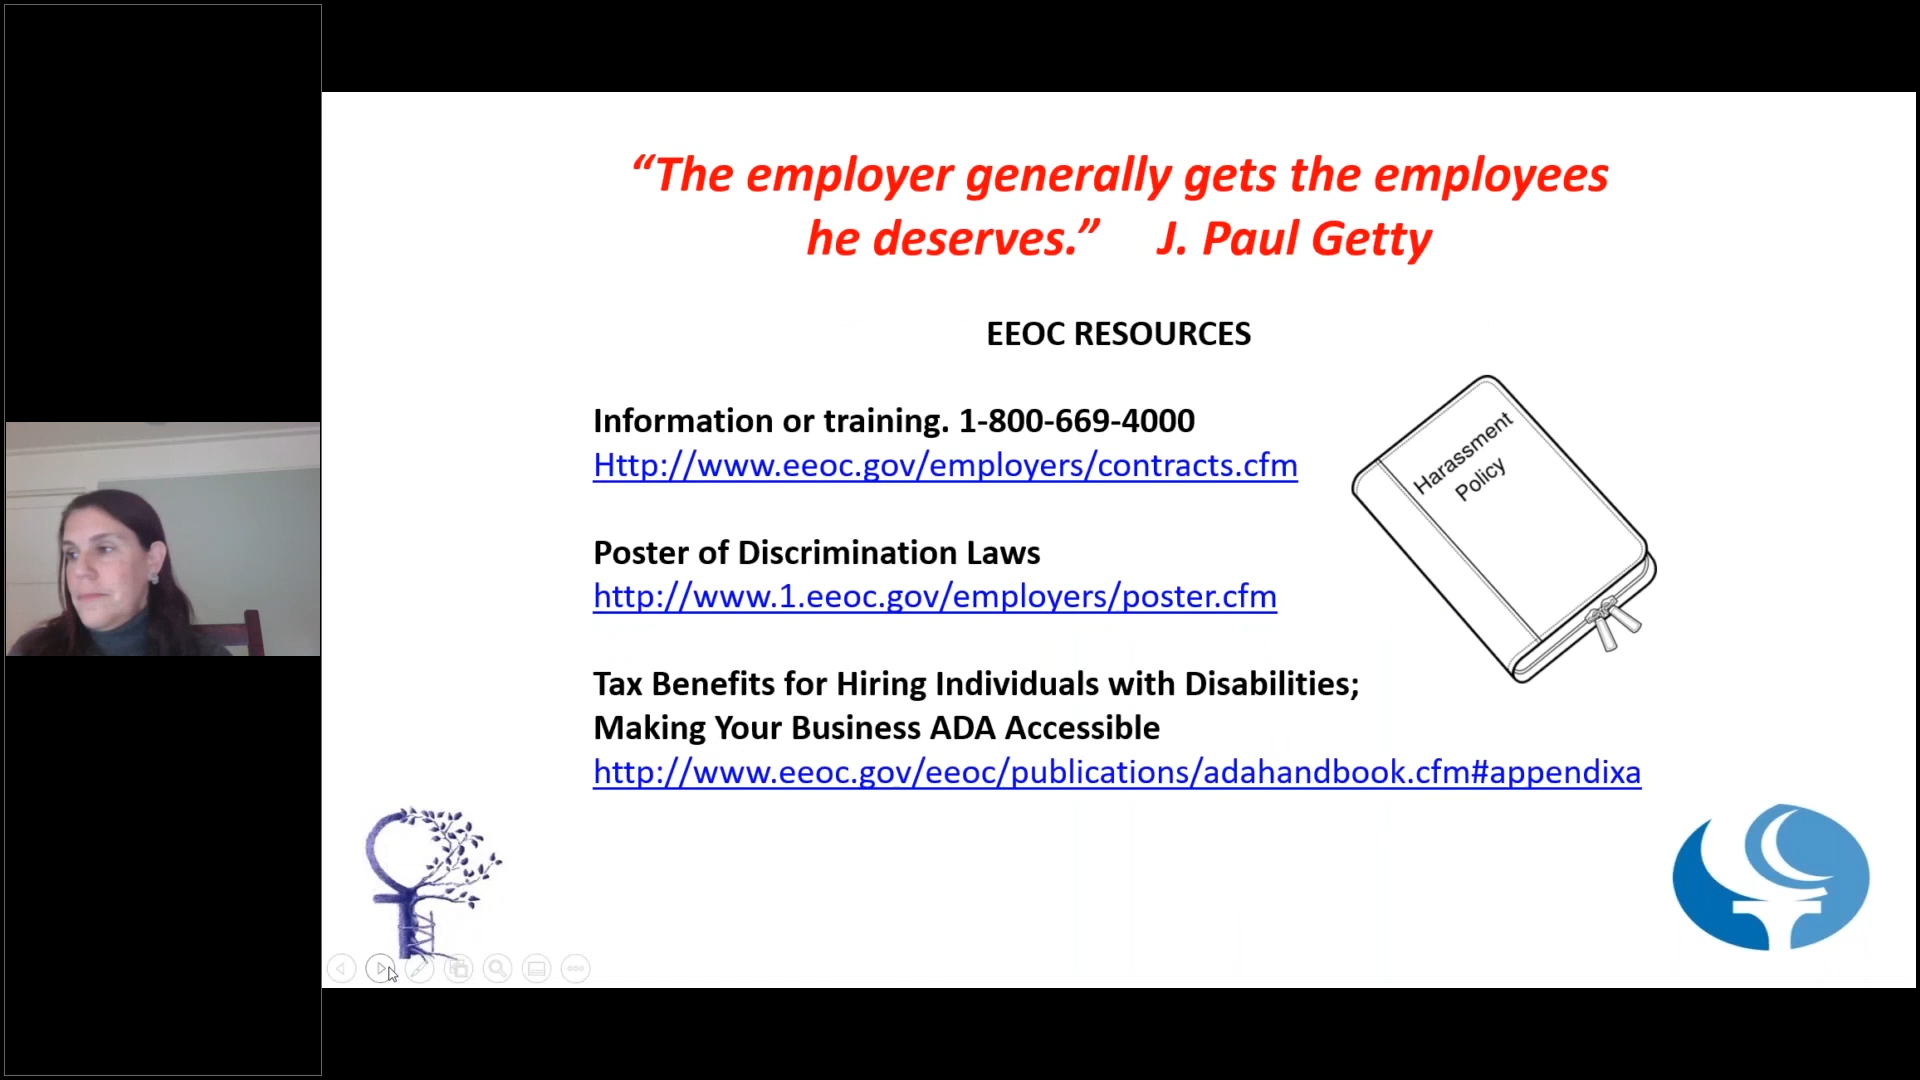 “The employer generally gets the employees
he deserves.” J. Paul Getty
EEOC RESOURCES
Information or training. 1-800-669-4000
Http://www.eeoc.gov/employers/contracts.cfm
Harassment
Policy
Poster of Discrimination Laws
http://www.1.eeoc.gov/employers/poster.cfm
Tax Benefits for Hiring Individuals with Disabilities;
Making Your Business ADA Accessible
http://www.eeoc.gov/eeoc/publications/adahandbook.cfm#appendixa